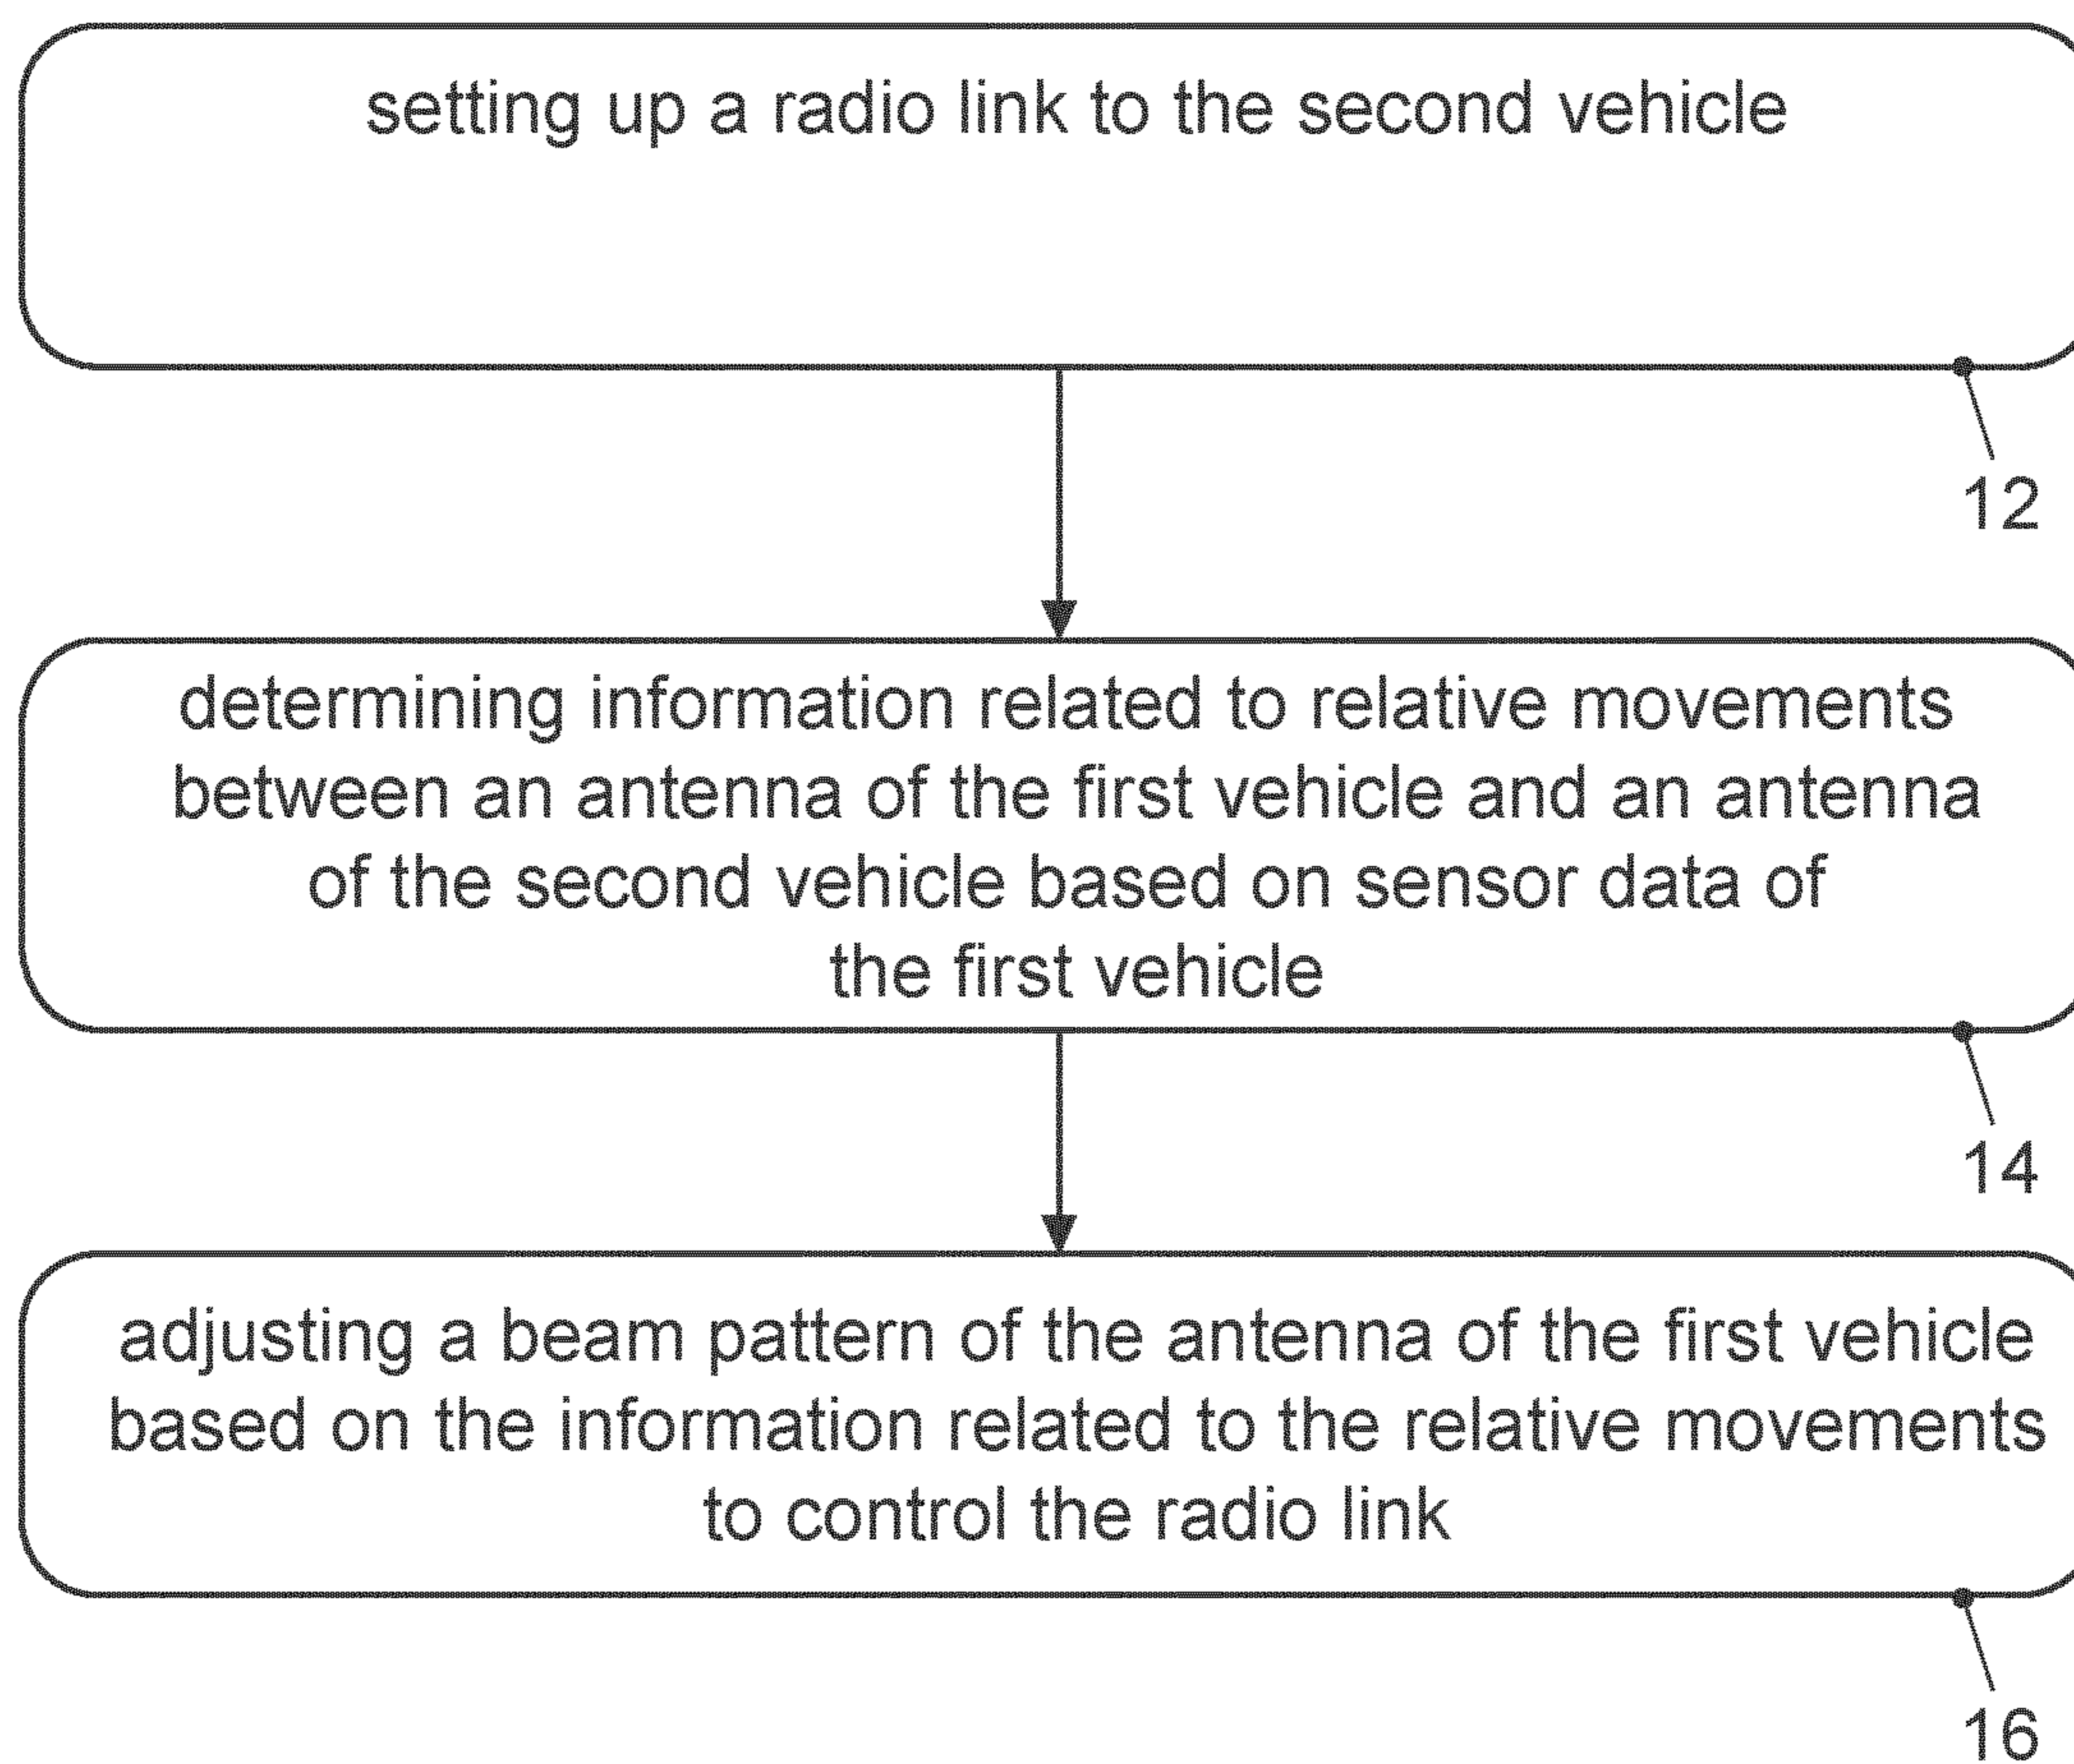 setting up a radio link to the second vehicle
12
determining information related to relative movements
between an antenna of the first vehicle and an antenna
of the second vehicle based on sensor data of
the first vehicle
14
adjusting a beam pattern of the antenna of the first vehicle
based on the information related to the relative movements
to control the radio link
16